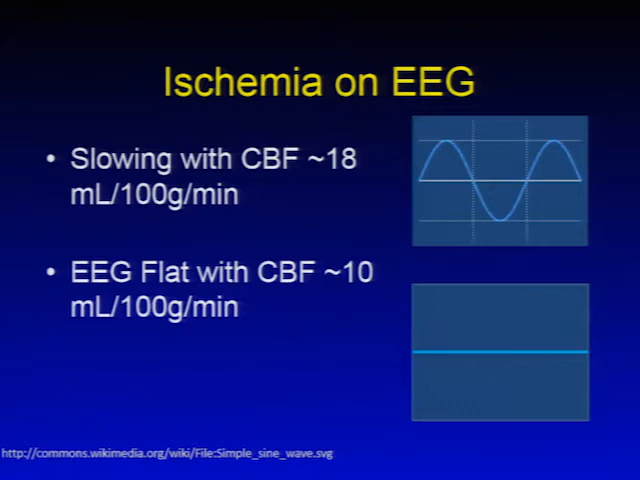 Ischemia on EEG
• Slowing with CBF ~18
mL/100g/min
• EEG Flat with CBF ~10
mL/100g/min
http://commons.wikimedia.org/wiki/File:Simple_sine_wave.svg